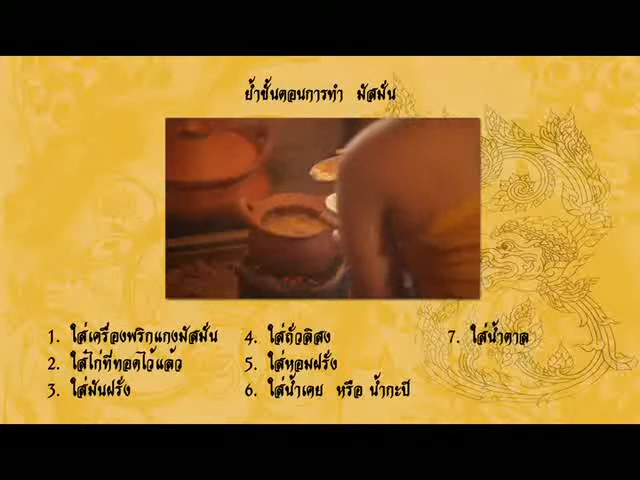 ย้ำขั้นตอนการทำ มัสมั่น
1. ใส่เครื่องพริกแกงมัสมั่น
2. ใส่ไก่ที่ทอดไว้แล้ว
3. ใส่มันฝรั่ง
4. ใส่ถั่วลิสง
5. ใส่หอมฝรั่ง
6. ใส่น้ำเคย หรือ น้ำกะปิ
7. ใส่น้ำตาล